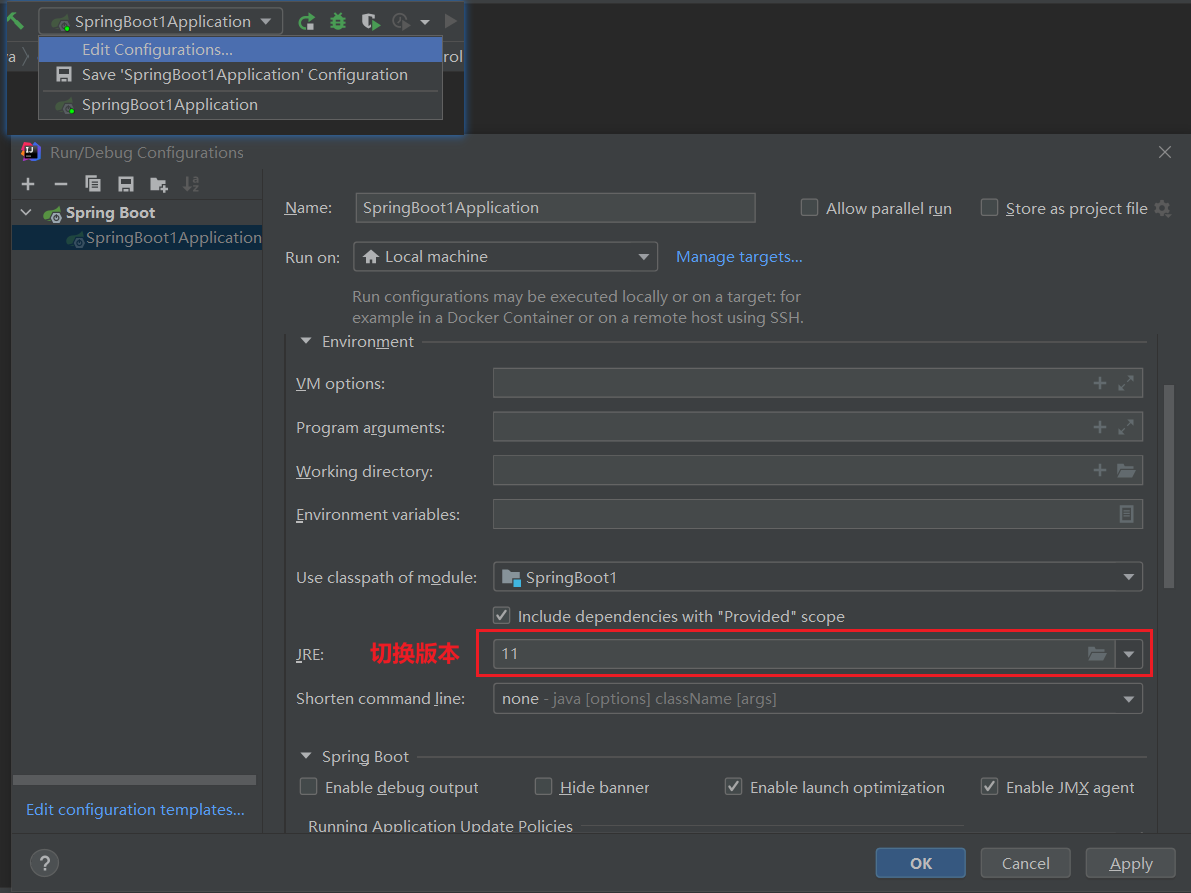 SpringBoot1Application
Edit Configurations...
Save 'SpringBoot1Application' Configuration
SpringBoot1Application
a
rol
Run/Debug Configurations
Spring Boot
SpringBoot1Application
Name: SpringBoot1Application
Allow parallel run
Store as project file
Run on: Local machine
Manage targets...
Run configurations may be executed locally or on a target: for
example in a Docker Container or on a remote host using SSH.
Environment
VM options:
Program arguments:
Working directory:
Environment variables:
Use classpath of module: SpringBoot1
Include dependencies with "Provided" scope
JRE: 切换版本 11
Shorten command line: none - java [options] className [args]
Spring Boot
Enable debug output
Hide banner
Enable launch optimization
Enable JMX agent
Running Application Update Policies
Edit configuration templates...
?
OK
Cancel
Apply